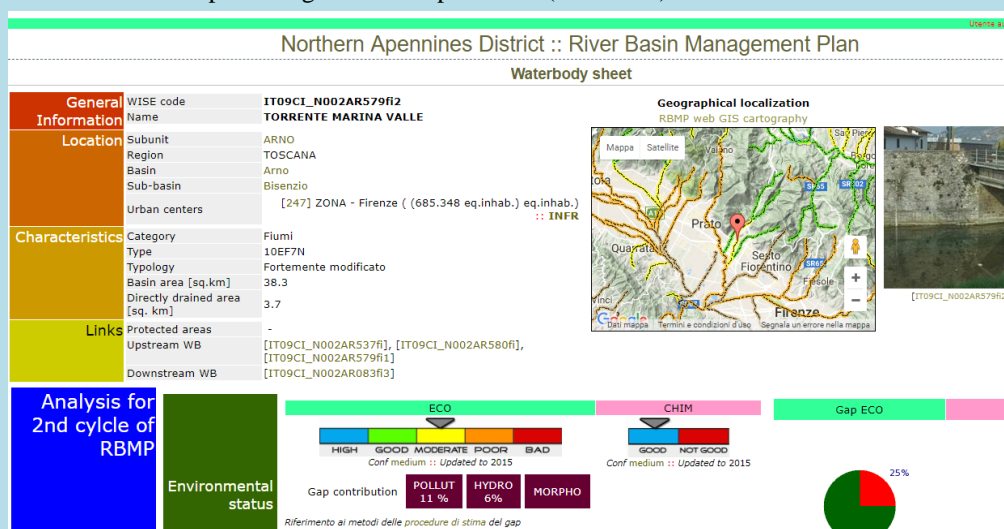 Utente
Northern Apennines District :: River Basin Management Plan
Waterbody sheet
General Information
WISE code IT09CI_N002AR579fi2
Name TORRENTE MARINA VALLE
Location
Subunit ARNO
Region TOSCANA
Basin Arno
Sub-basin Bisenzio
Urban centers [247] ZONA - Firenze ( (685.348 eq.inhab.) eq.inhab.)
:: INFR
Characteristics
Category Fiumi
Type 10EF7N
Typology Fortemente modificato
Basin area [sq.km] 38.3
Directly drained area
[sq. km] 3.7
Links
Protected areas -
Upstream WB [IT09CI_N002AR537fi], [IT09CI_N002AR580fi],
[IT09CI_N002AR579fi1]
Downstream WB [IT09CI_N002AR083fi3]
Geographical localization
RBMP web GIS cartography
Mappa Satellite
Vaiano
San Piero
SR65 SR302
Prato
Quarrata
Sesto
Fiorentino
SR65
Fiesole
Vinci
Firenze
+
−
Google
Dati mappa Termini e condizioni d'uso Segnala un errore nella mappa
[IT09CI_N002AR579fi2
Analysis for
2nd cylcle of
RBMP
Environmental
status
ECO CHIM
HIGH GOOD MODERATE POOR BAD
GOOD NOT GOOD
Conf medium :: Updated to 2015
Conf medium :: Updated to 2015
Gap contribution
POLLUT
11 %
HYDRO
6%
MORPHO
Riferimento ai metodi delle procedure di stima del gap
Gap ECO
25%